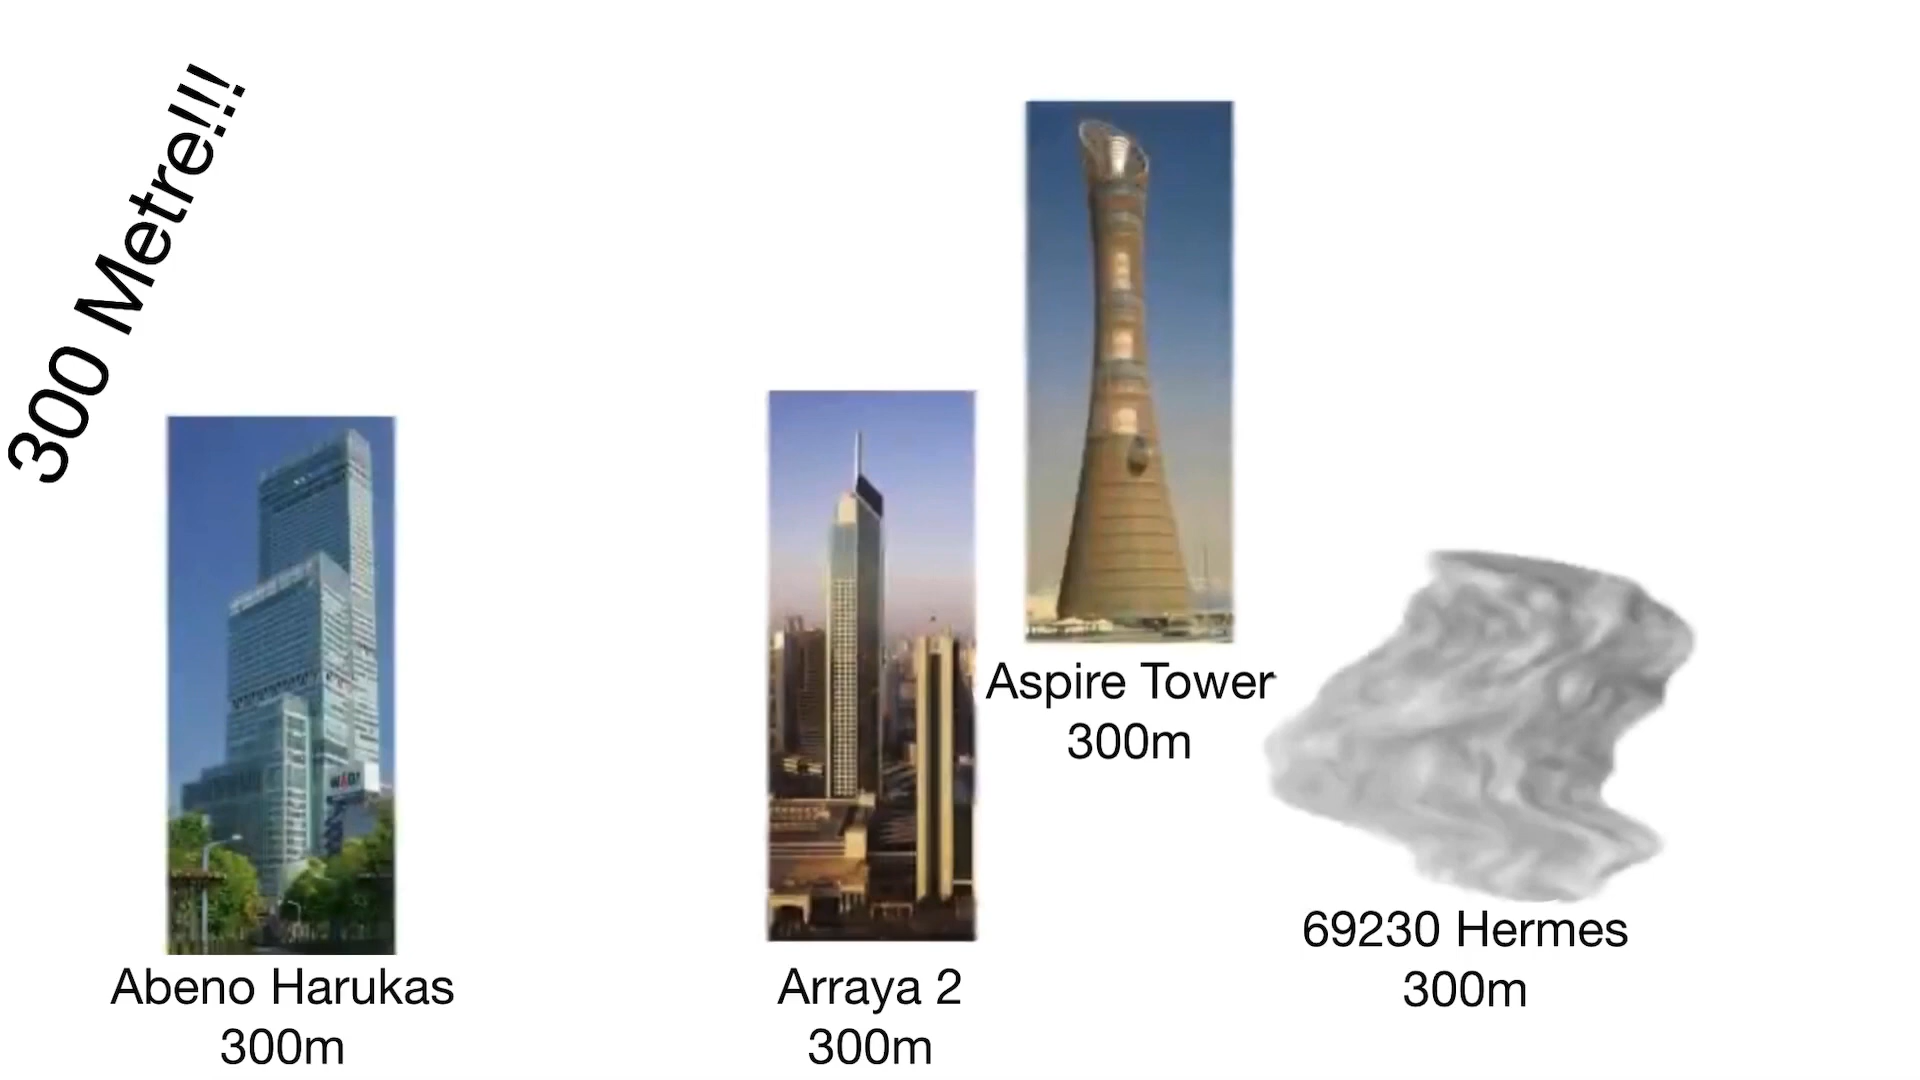 300 Metre!!!
Abeno Harukas
300m
Arraya 2
300m
Aspire Tower
300m
69230 Hermes
300m